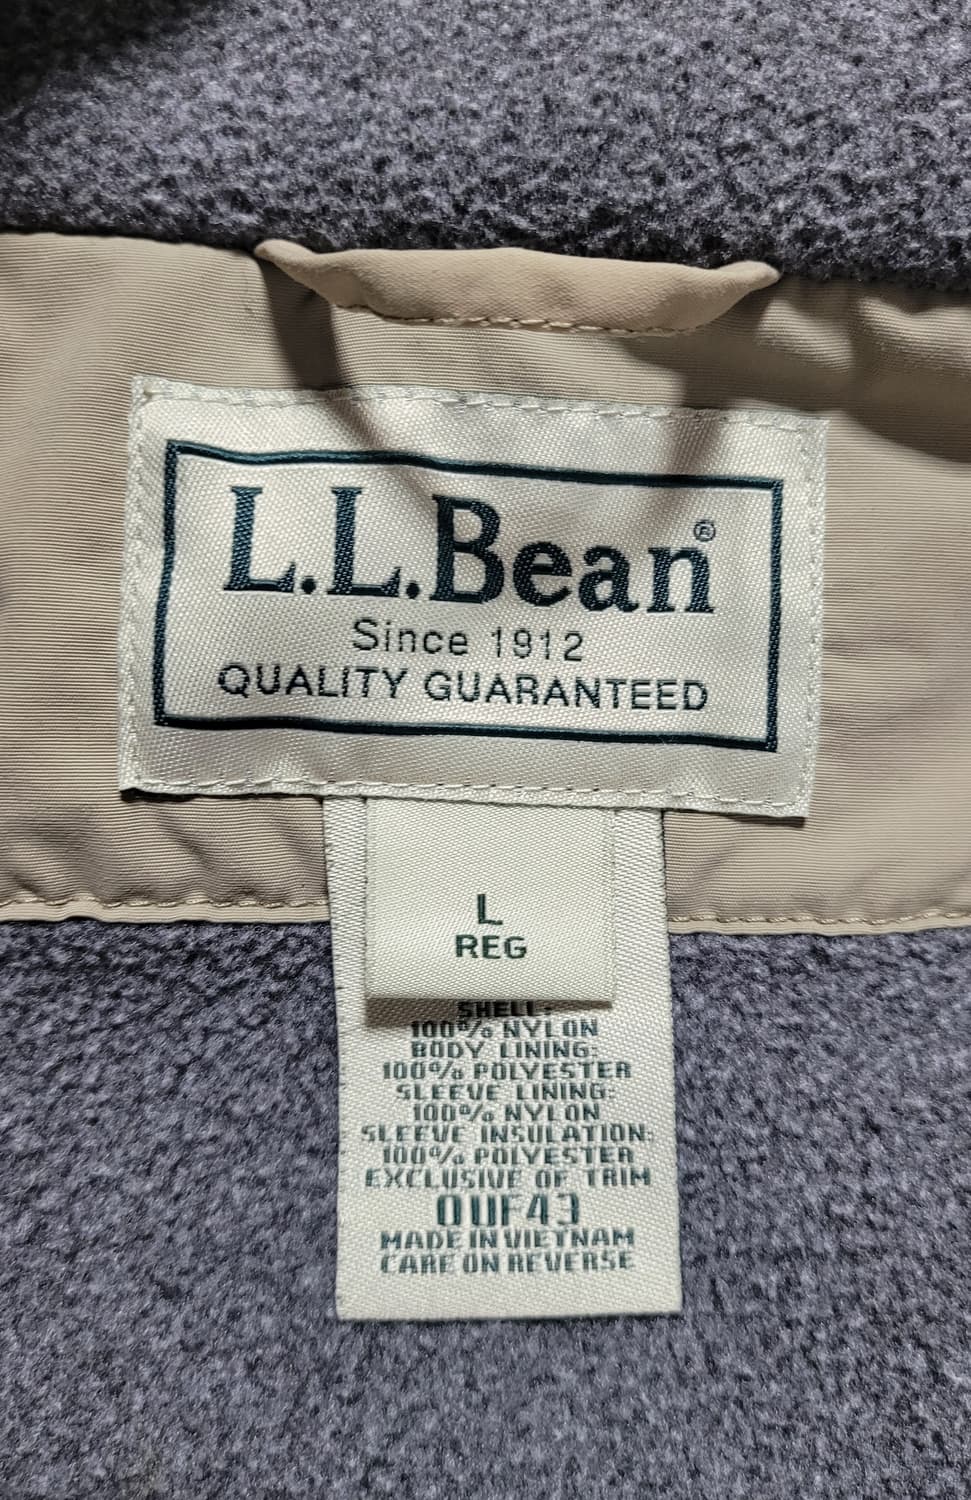 L.L.Bean®
Since 1912
QUALITY GUARANTEED
L
REG
SHELL:
100% NYLON
BODY LINING:
100% POLYESTER
SLEEVE LINING:
100% NYLON
SLEEVE INSULATION:
100% POLYESTER
EXCLUSIVE OF TRIM
0UF43
MADE IN VIETNAM
CARE ON REVERSE